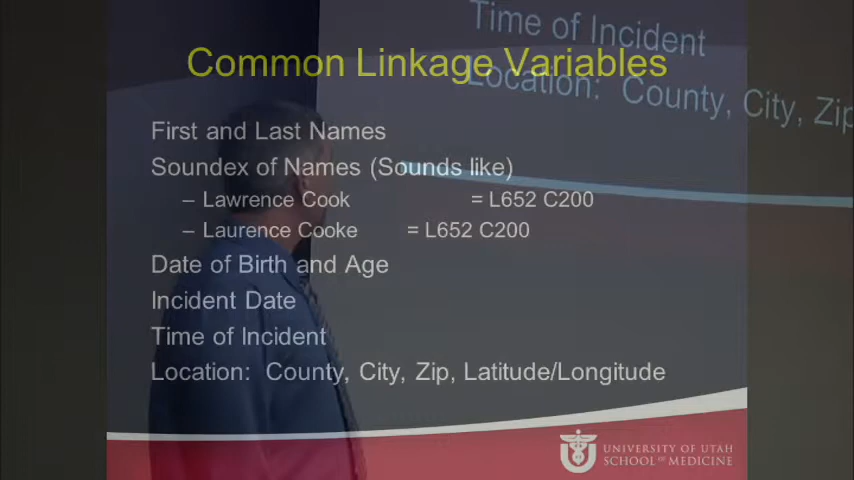 Time of Incident
Location: County, City, Zip
Common Linkage Variables
First and Last Names
Soundex of Names (Sounds like)
– Lawrence Cook = L652 C200
– Laurence Cooke = L652 C200
Date of Birth and Age
Incident Date
Time of Incident
Location: County, City, Zip, Latitude/Longitude
UNIVERSITY OF UTAH
SCHOOL OF MEDICINE